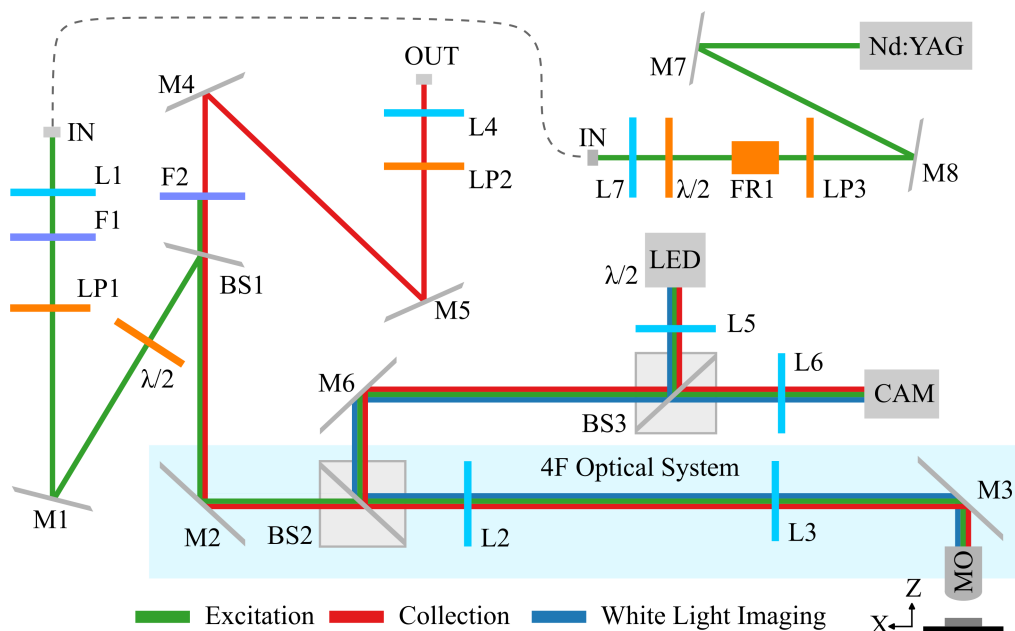 OUT
Nd:YAG
M4
M7
IN
L4
IN
L1
F2
LP2
L7
λ/2
FR1
LP3
M8
F1
LP1
BS1
M5
λ/2
LED
L5
λ/2
M6
L6
BS3
CAM
4F Optical System
M1
M2
BS2
L2
L3
M3
MO
Z
X
Excitation
Collection
White Light Imaging